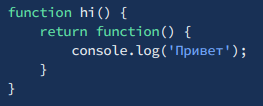 function hi() {
    return function() {
        console.log('Привет');
    }
}